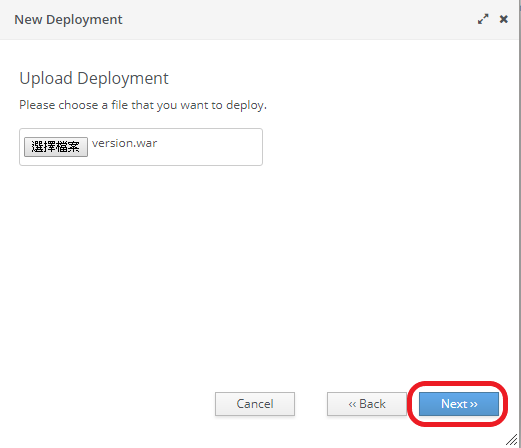 New Deployment
Upload Deployment
Please choose a file that you want to deploy.
選擇檔案 version.war
Cancel
‹‹ Back
Next ››